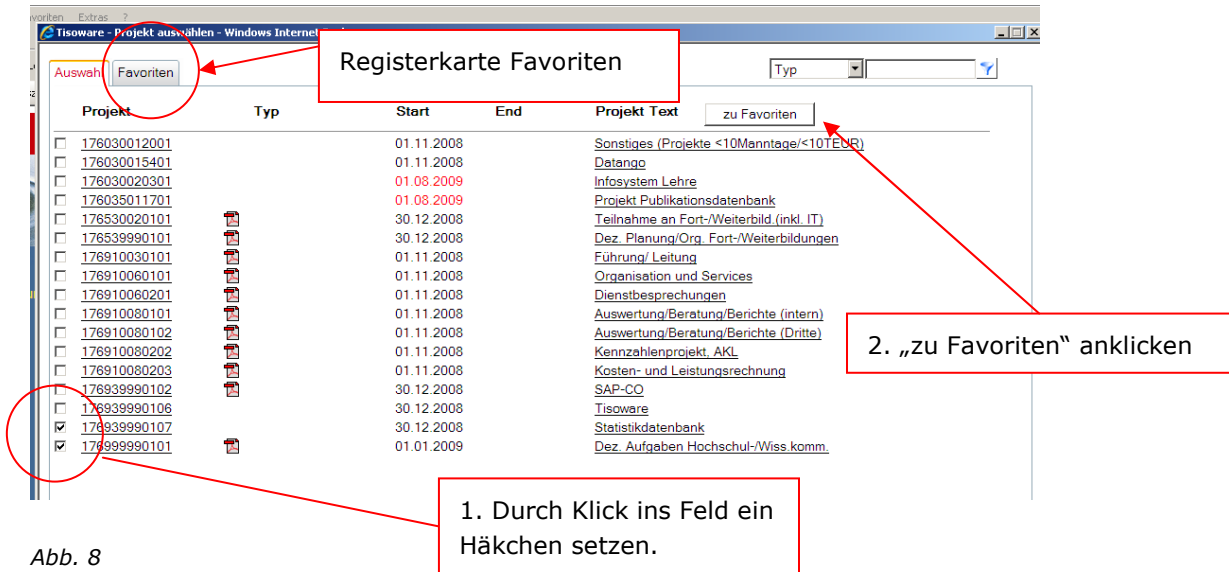 voriten Extras ?
Tisoware - Projekt auswählen - Windows Internet
Registerkarte Favoriten
Auswahl Favoriten
Typ
Projekt Typ Start End Projekt Text zu Favoriten
176030012001 01.11.2008 Sonstiges (Projekte <10Manntage/<10TEUR)
176030015401 01.11.2008 Datango
176030020301 01.08.2009 Infosystem Lehre
176035011701 01.08.2009 Projekt Publikationsdatenbank
176530020101 30.12.2008 Teilnahme an Fort-/Weiterbild.(inkl. IT)
176539990101 30.12.2008 Dez. Planung/Org. Fort-/Weiterbildungen
176910030101 01.11.2008 Führung/ Leitung
176910060101 01.11.2008 Organisation und Services
176910060201 01.11.2008 Dienstbesprechungen
176910080101 01.11.2008 Auswertung/Beratung/Berichte (intern)
176910080102 01.11.2008 Auswertung/Beratung/Berichte (Dritte)
176910080202 01.11.2008 Kennzahlenprojekt, AKL
176910080203 01.11.2008 Kosten- und Leistungsrechnung
176939990102 30.12.2008 SAP-CO
176939990106 30.12.2008 Tisoware
176939990107 30.12.2008 Statistikdatenbank
176999990101 01.01.2009 Dez. Aufgaben Hochschul-/Wiss.komm.
2. „zu Favoriten“ anklicken
1. Durch Klick ins Feld ein
Häkchen setzen.
Abb. 8